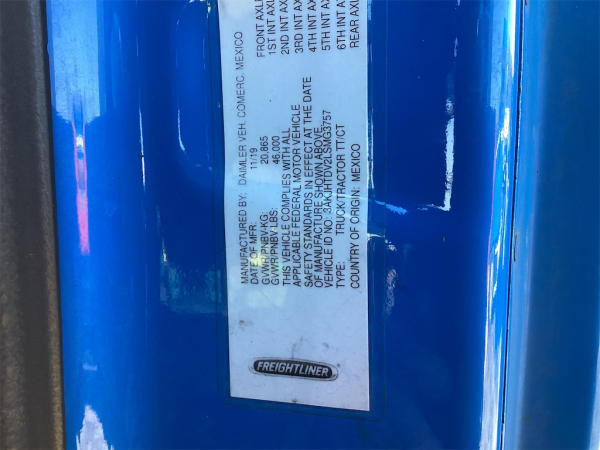 MANUFACTURED BY: DAIMLER VEH. COMERC. MEXICO
DATE OF MFR: 11/19
GVWR/PNBV KG: 20,865
GVWR/PNBV LBS: 46,000
THIS VEHICLE COMPLIES WITH ALL
APPLICABLE FEDERAL MOTOR VEHICLE
SAFETY STANDARDS IN EFFECT AT THE DATE
OF MANUFACTURE SHOWN ABOVE.
VEHICLE ID NO.: 3AKJHTDV2LSMG3757
TYPE: TRUCK/TRACTOR TT/CT
COUNTRY OF ORIGIN: MEXICO
FRONT AXLE
1ST INT AX
2ND INT AX
3RD INT AX
4TH INT AX
5TH INT AX
6TH INT AX
REAR AXLE
FREIGHTLINER